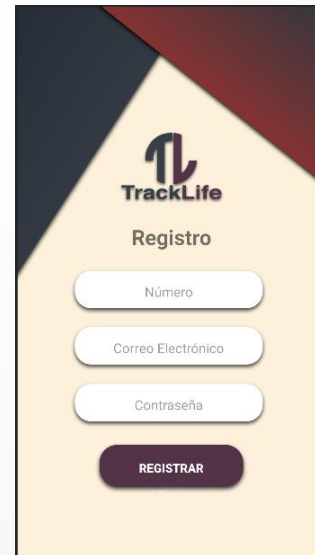 TrackLife
Registro
Número
Correo Electrónico
Contraseña
REGISTRAR